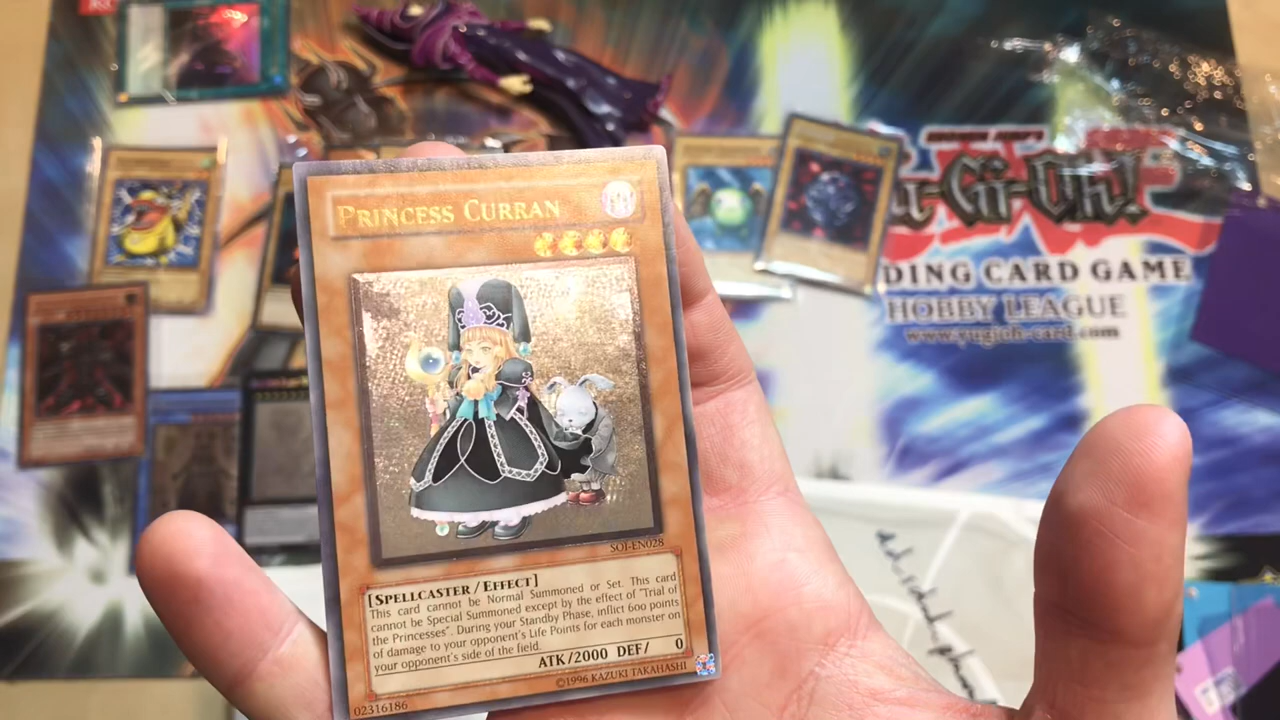 PRINCESS CURRAN
SOI-EN028
[SPELLCASTER / EFFECT]
This card cannot be Normal Summoned or Set. This card
cannot be Special Summoned except by the effect of "Trial of
the Princesses". During your Standby Phase, inflict 600 points
of damage to your opponent's Life Points for each monster on
your opponent's side of the field.
ATK/2000 DEF/ 0
02316186
©1996 KAZUKI TAKAHASHI
u-Gi-Oh!
DING CARD GAME
HOBBY LEAGUE
www.yugioh-card.com